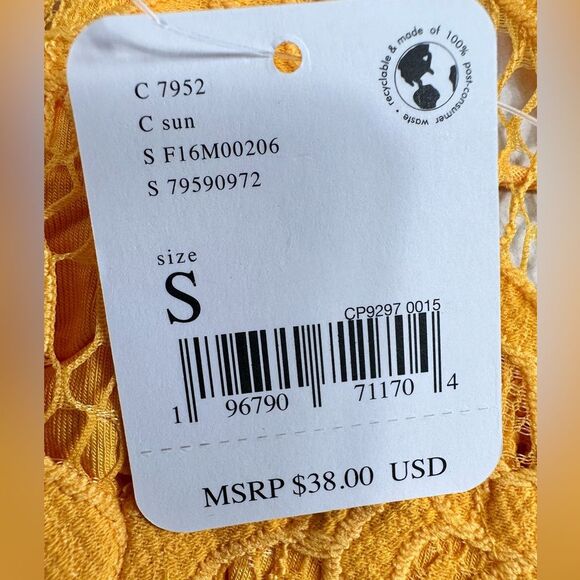 C 7952
C sun
S F16M00206
S 79590972
recyclable & made of 100% post-consumer waste •
size
S
CP9297 0015
1 96790 71170 4
MSRP $38.00 USD